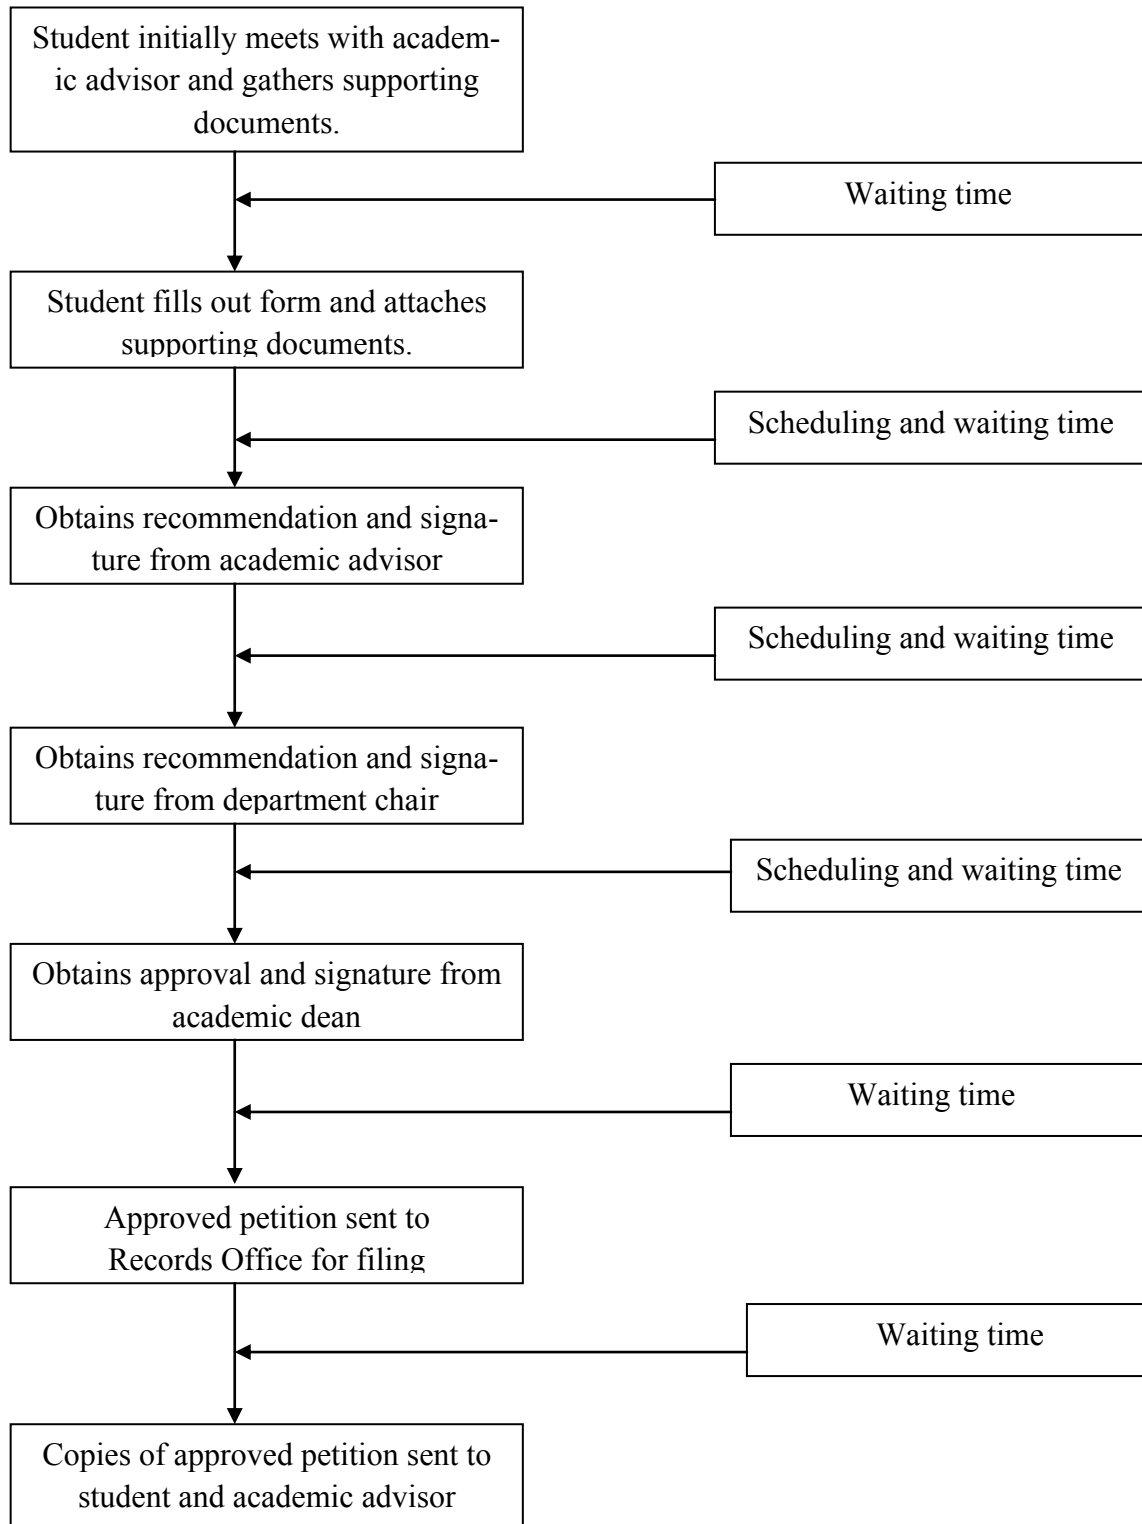 Student initially meets with academ-
ic advisor and gathers supporting
documents.
Waiting time
Student fills out form and attaches
supporting documents.
Scheduling and waiting time
Obtains recommendation and signa-
ture from academic advisor
Scheduling and waiting time
Obtains recommendation and signa-
ture from department chair
Scheduling and waiting time
Obtains approval and signature from
academic dean
Waiting time
Approved petition sent to
Records Office for filing
Waiting time
Copies of approved petition sent to
student and academic advisor